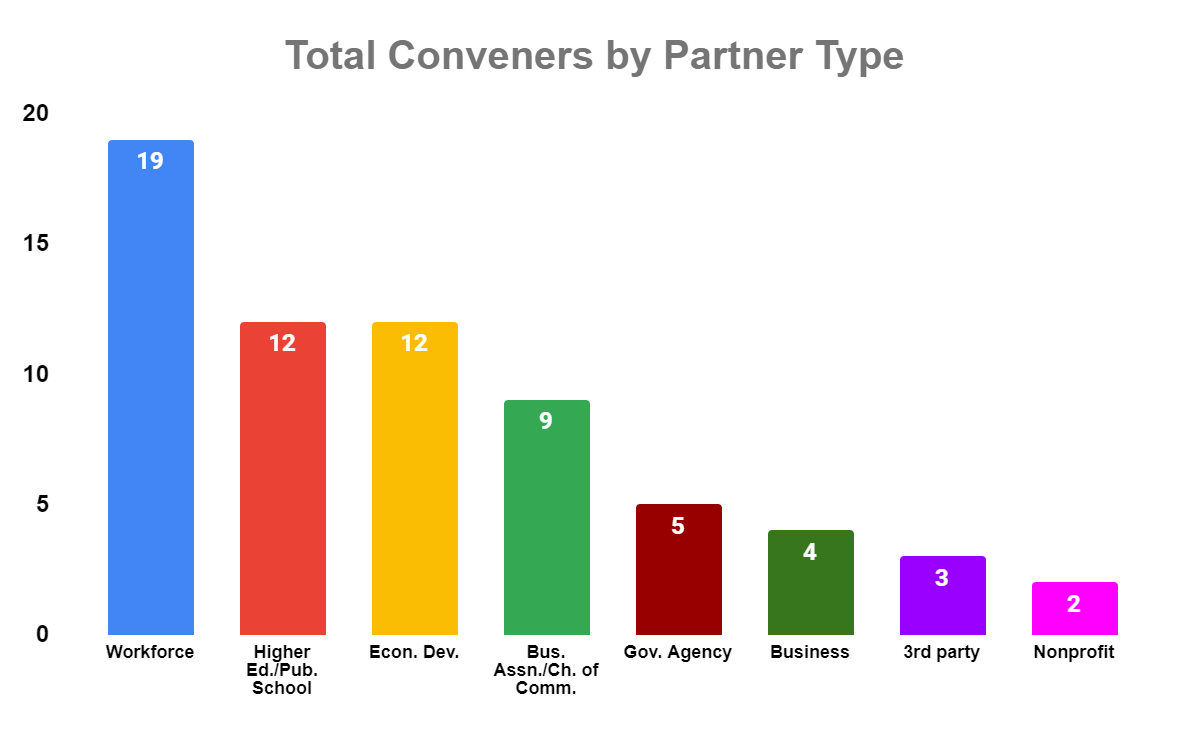 Total Conveners by Partner Type
20
15
10
5
0
19
12
12
9
5
4
3
2
Workforce
Higher
Ed./Pub.
School
Econ. Dev.
Bus.
Assn./Ch. of
Comm.
Gov. Agency
Business
3rd party
Nonprofit